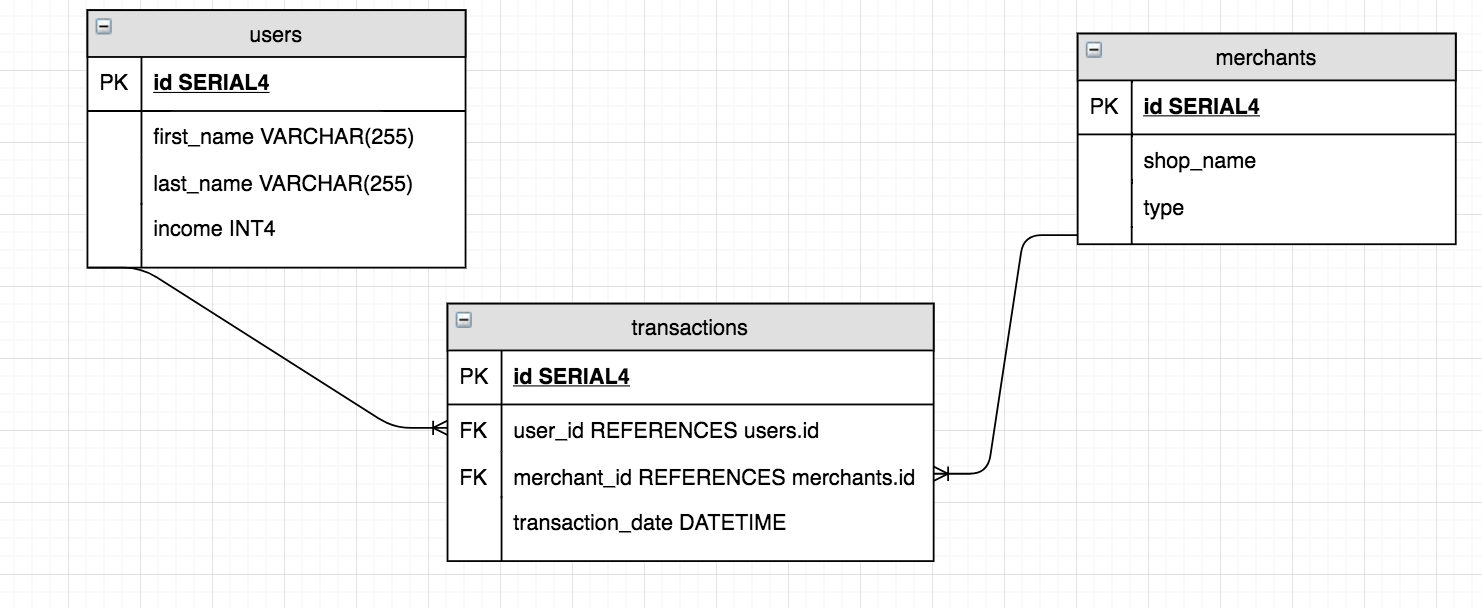 users
PK id SERIAL4
first_name VARCHAR(255)
last_name VARCHAR(255)
income INT4
merchants
PK id SERIAL4
shop_name
type
transactions
PK id SERIAL4
FK user_id REFERENCES users.id
FK merchant_id REFERENCES merchants.id
transaction_date DATETIME